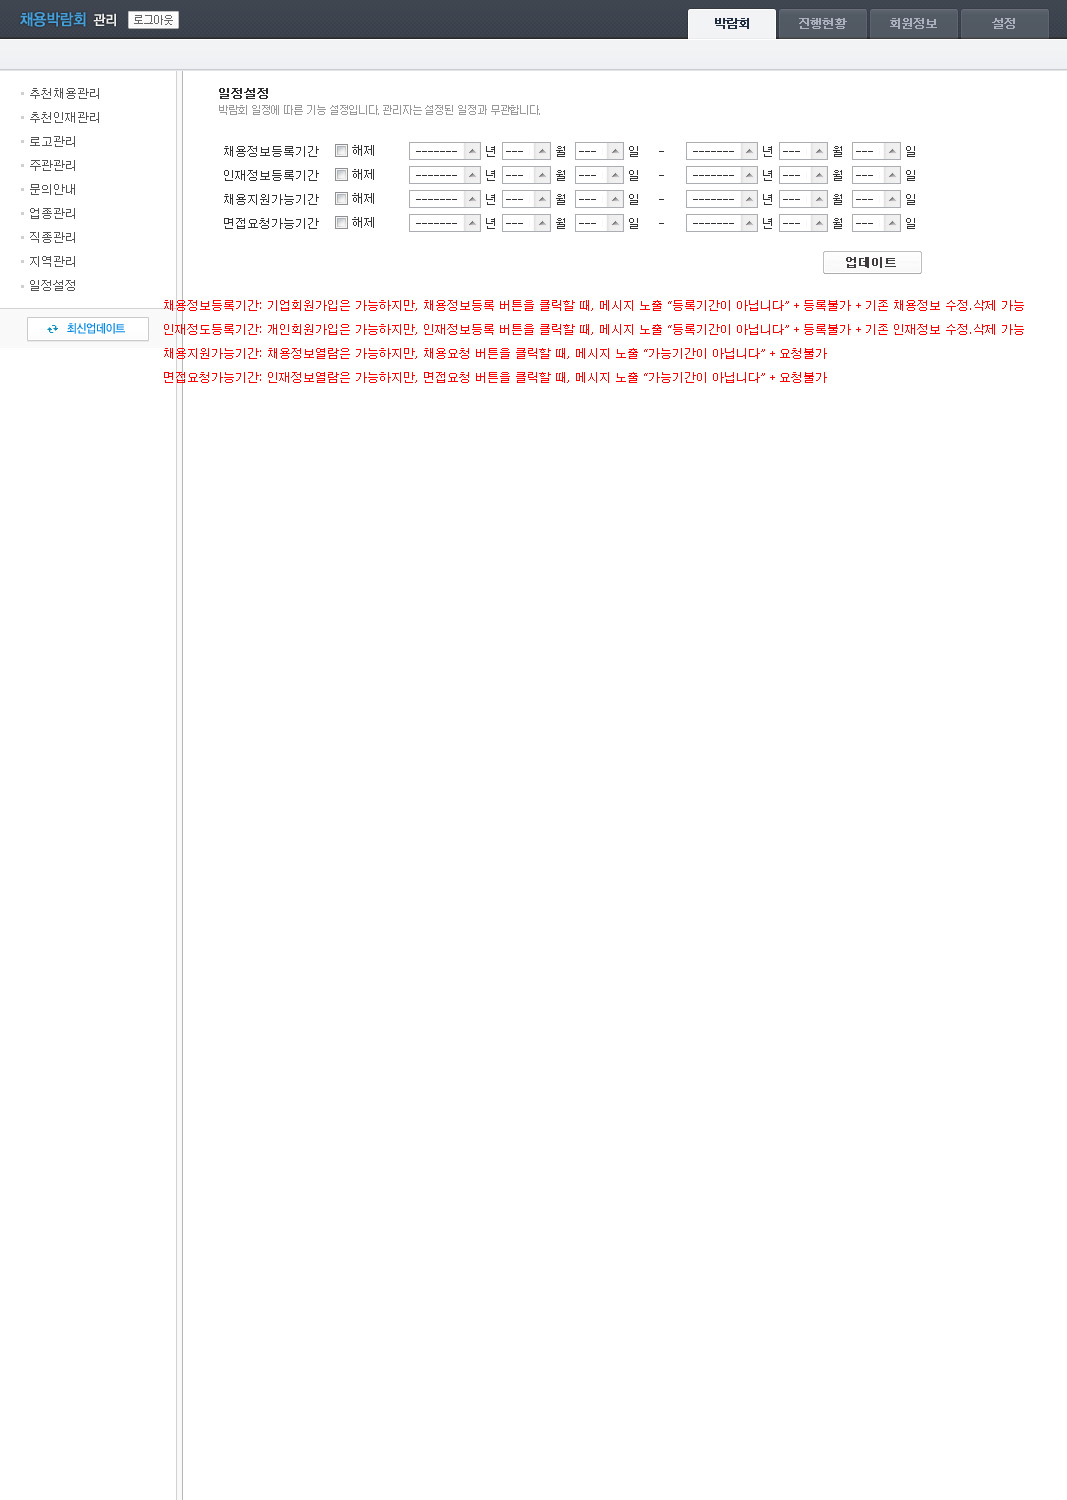 채용박람회 관리 로그아웃
박람회 진행현황 회원정보 설정
추천채용관리
추천인재관리
로고관리
주관관리
문의안내
업종관리
직종관리
지역관리
일정설정
최신업데이트
일정설정
박람회 일정에 따른 기능 설정입니다. 관리자는 설정된 일정과 무관합니다.
채용정보등록기간 해제 ------- 년 --- 월 --- 일 - ------- 년 --- 월 --- 일
인재정보등록기간 해제 ------- 년 --- 월 --- 일 - ------- 년 --- 월 --- 일
채용지원가능기간 해제 ------- 년 --- 월 --- 일 - ------- 년 --- 월 --- 일
면접요청가능기간 해제 ------- 년 --- 월 --- 일 - ------- 년 --- 월 --- 일
업데이트
채용정보등록기간: 기업회원가입은 가능하지만, 채용정보등록 버튼을 클릭할 때, 메시지 노출 “등록기간이 아닙니다” + 등록불가 + 기존 채용정보 수정.삭제 가능
인재정도등록기간: 개인회원가입은 가능하지만, 인재정보등록 버튼을 클릭할 때, 메시지 노출 “등록기간이 아닙니다” + 등록불가 + 기존 인재정보 수정.삭제 가능
채용지원가능기간: 채용정보열람은 가능하지만, 채용요청 버튼을 클릭할 때, 메시지 노출 “가능기간이 아닙니다” + 요청불가
면접요청가능기간: 인재정보열람은 가능하지만, 면접요청 버튼을 클릭할 때, 메시지 노출 “가능기간이 아닙니다” + 요청불가